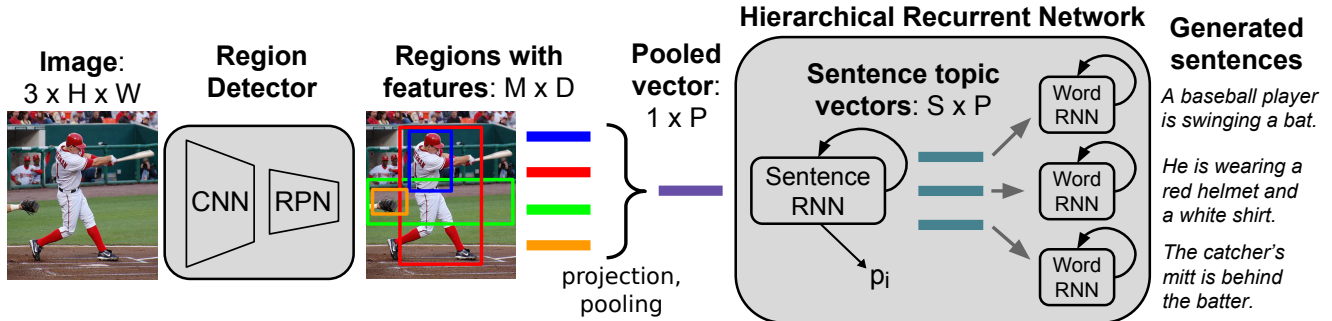 Image:
3 x H x W
Region
Detector
CNN
RPN
Regions with
features: M x D
projection,
pooling
Pooled
vector:
1 x P
Hierarchical Recurrent Network
Sentence
RNN
pi
Sentence topic
vectors: S x P
Word
RNN
Word
RNN
Word
RNN
Generated
sentences
A baseball player
is swinging a bat.
He is wearing a
red helmet and
a white shirt.
The catcher's
mitt is behind
the batter.